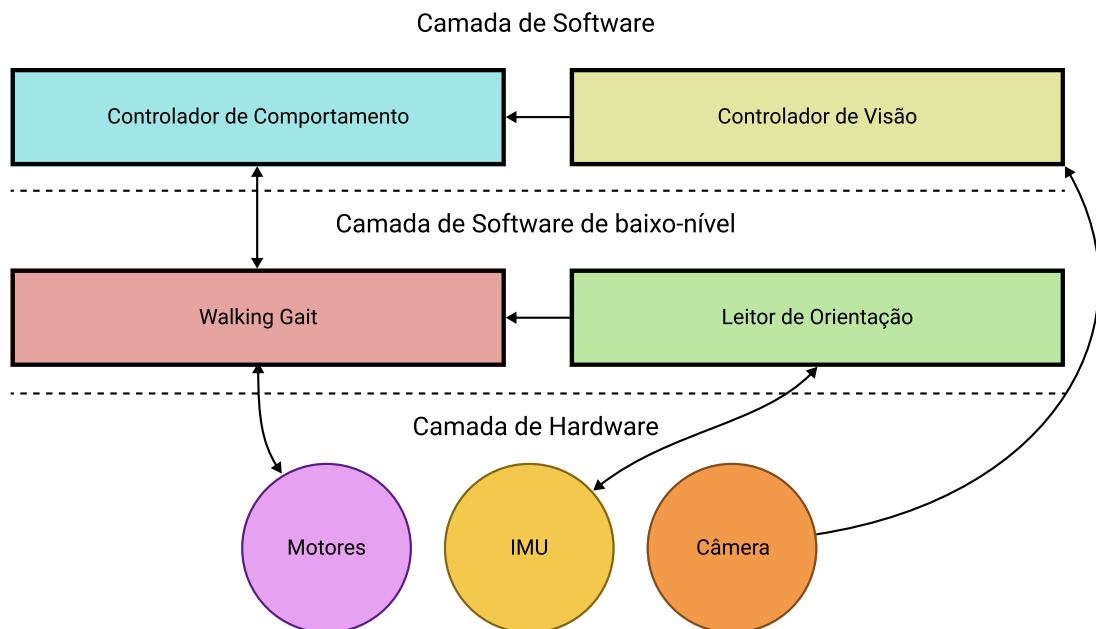 Camada de Software
Controlador de Comportamento
Controlador de Visão
Camada de Software de baixo-nível
Walking Gait
Leitor de Orientação
Camada de Hardware
Motores
IMU
Câmera